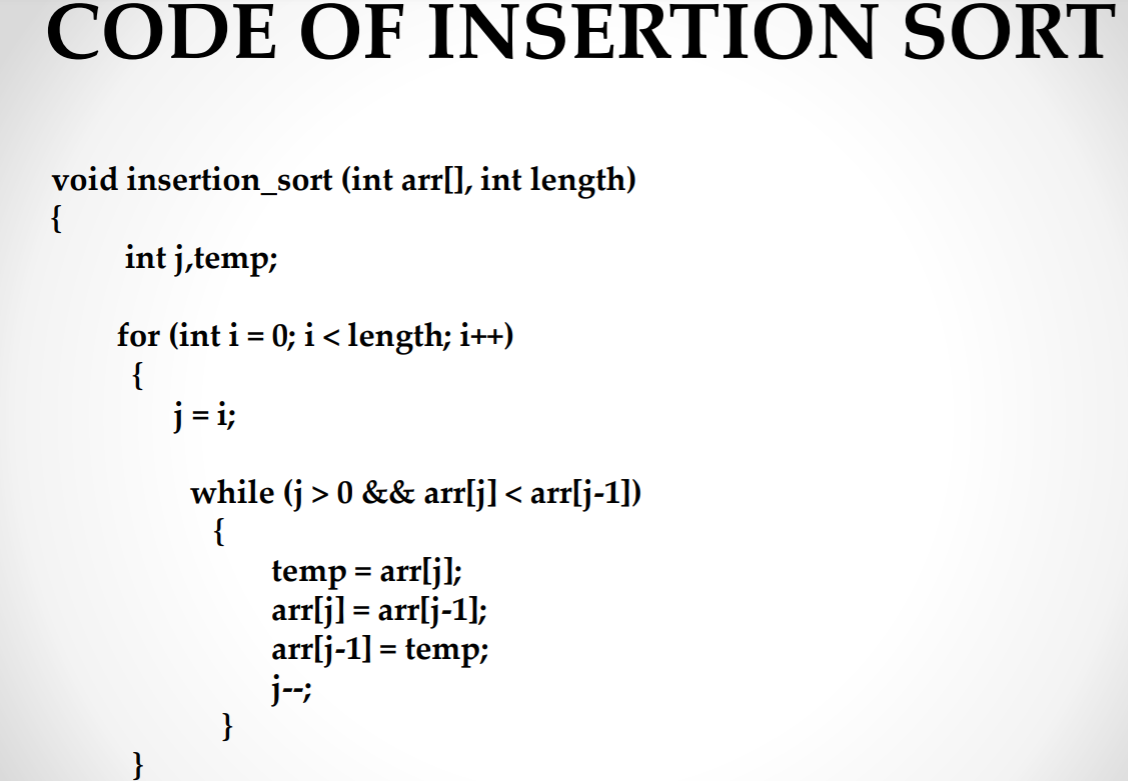 CODE OF INSERTION SORT
void insertion_sort (int arr[], int length)
{
int j,temp;
for (int i = 0; i < length; i++)
{
j = i;
while (j > 0 && arr[j] < arr[j-1])
{
temp = arr[j];
arr[j] = arr[j-1];
arr[j-1] = temp;
j--;
}
}